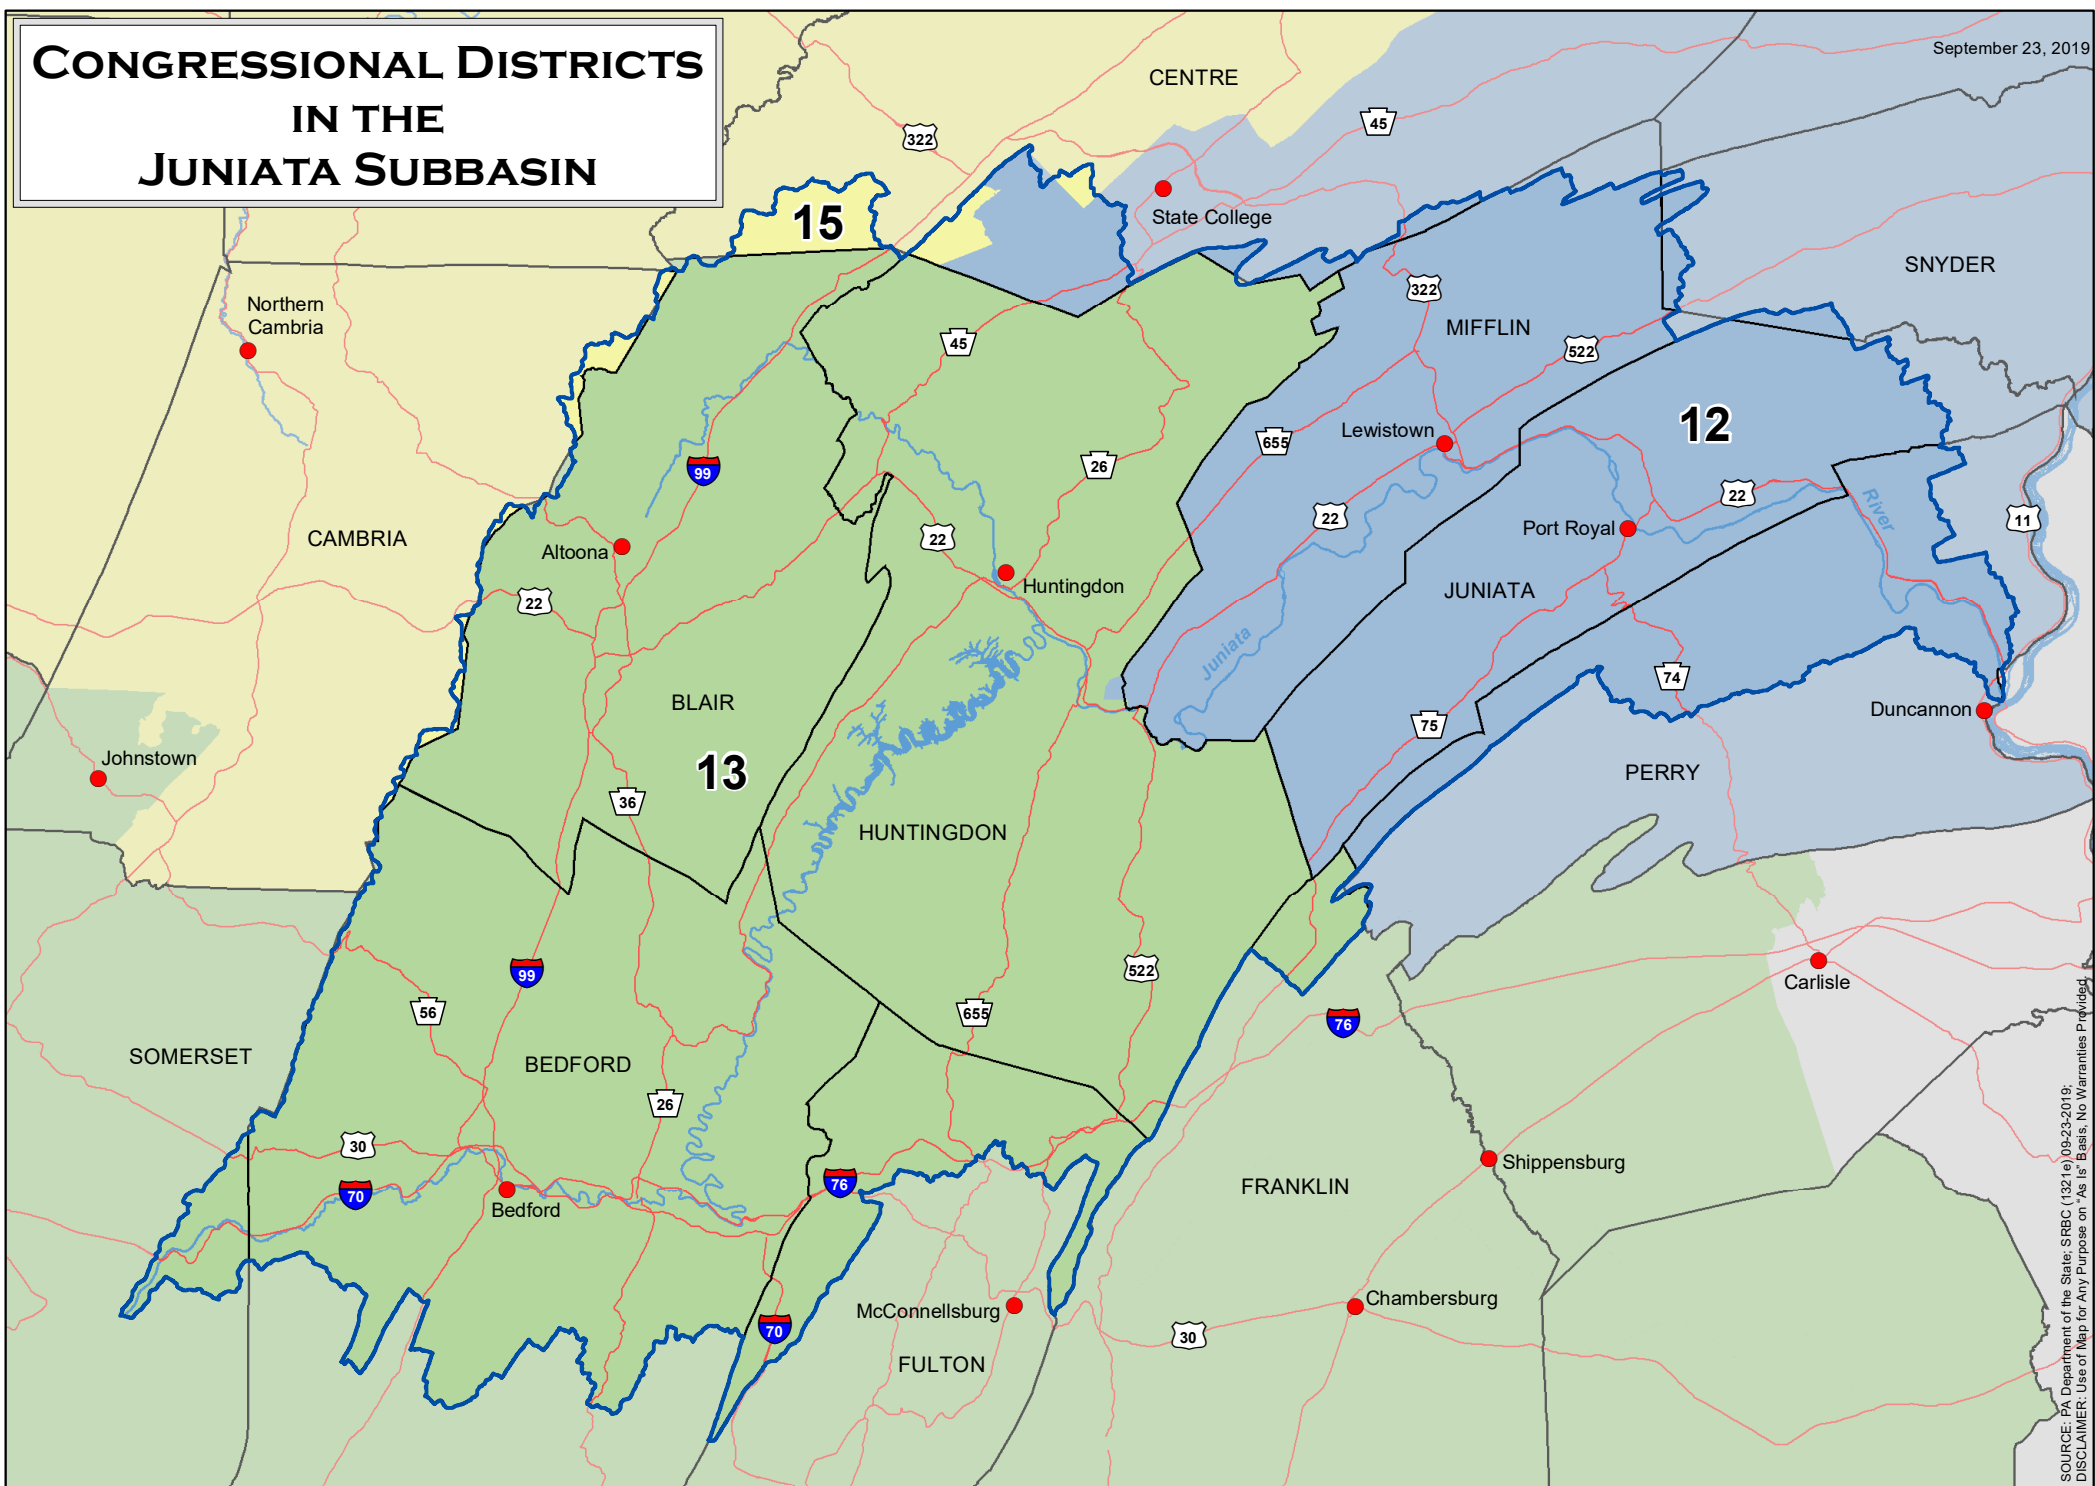 CONGRESSIONAL DISTRICTS
IN THE
JUNIATA SUBBASIN
September 23, 2019
CENTRE
322
45
15
State College
SNYDER
Northern
Cambria
322
MIFFLIN
522
45
12
Lewistown
655
26
99
22
22
River
11
CAMBRIA
Altoona
22
Port Royal
Huntingdon
22
JUNIATA
Juniata
74
BLAIR
75
Duncannon
Johnstown
13
PERRY
36
HUNTINGDON
99
522
Carlisle
56
655
76
SOMERSET
BEDFORD
26
30
70
76
Shippensburg
FRANKLIN
Bedford
McConnellsburg
Chambersburg
70
30
FULTON
SOURCE: PA Department of the State; SRBC (1321e) 09-23-2019;
DISCLAIMER: Use of Map for Any Purpose on "As Is" Basis, No Warranties Provided.